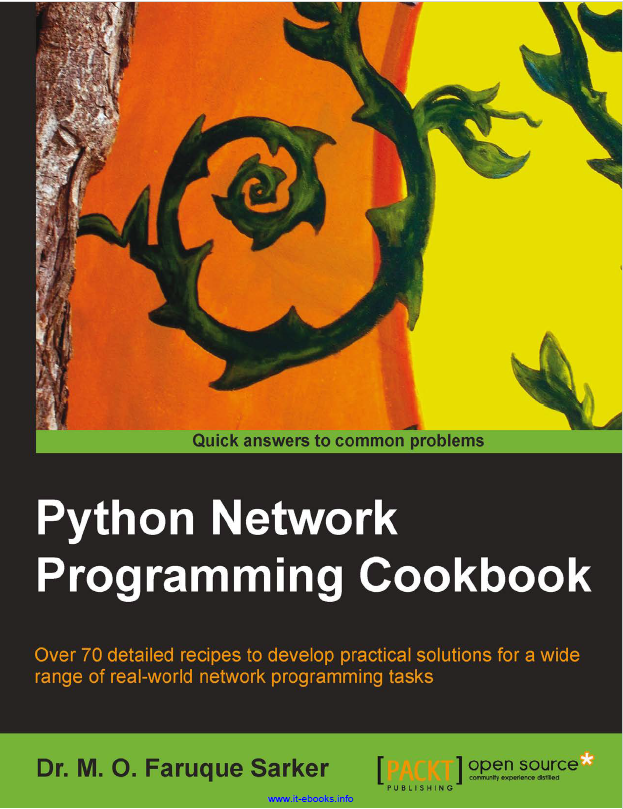 Quick answers to common problems
Python Network
Programming Cookbook
Over 70 detailed recipes to develop practical solutions for a wide
range of real-world network programming tasks
Dr. M. O. Faruque Sarker
[PACKT]
PUBLISHING
open source*
community experience distilled
www.it-ebooks.info